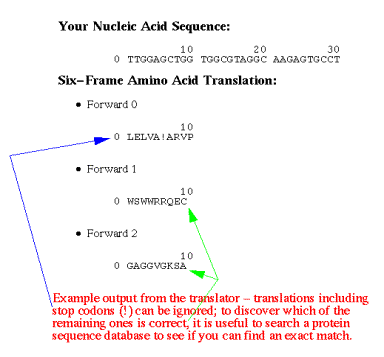 Your Nucleic Acid Sequence:
10 20 30
0 TTGGAGCTGG TGGCGTAGGC AAGAGTGCCT
Six-Frame Amino Acid Translation:
● Forward 0
10
0 LELVA!ARVP
● Forward 1
10
0 WSWWRRQEC
● Forward 2
10
0 GAGGVGKSA
Example output from the translator - translations including
stop codons (!) can be ignored; to discover which of the
remaining ones is correct, it is useful to search a protein
sequence database to see if you can find an exact match.